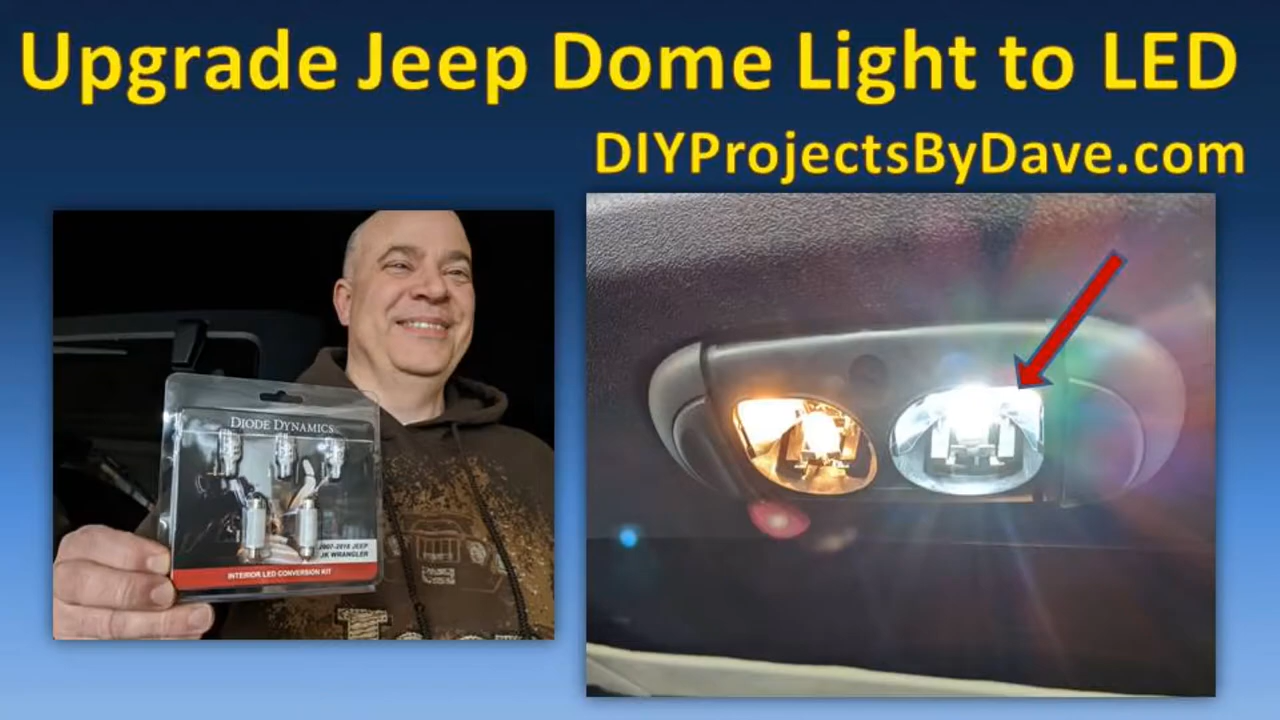 Upgrade Jeep Dome Light to LED
DIYProjectsByDave.com
DIODE DYNAMICS
2007-2018 JEEP
JK WRANGLER
INTERIOR LED CONVERSION KIT